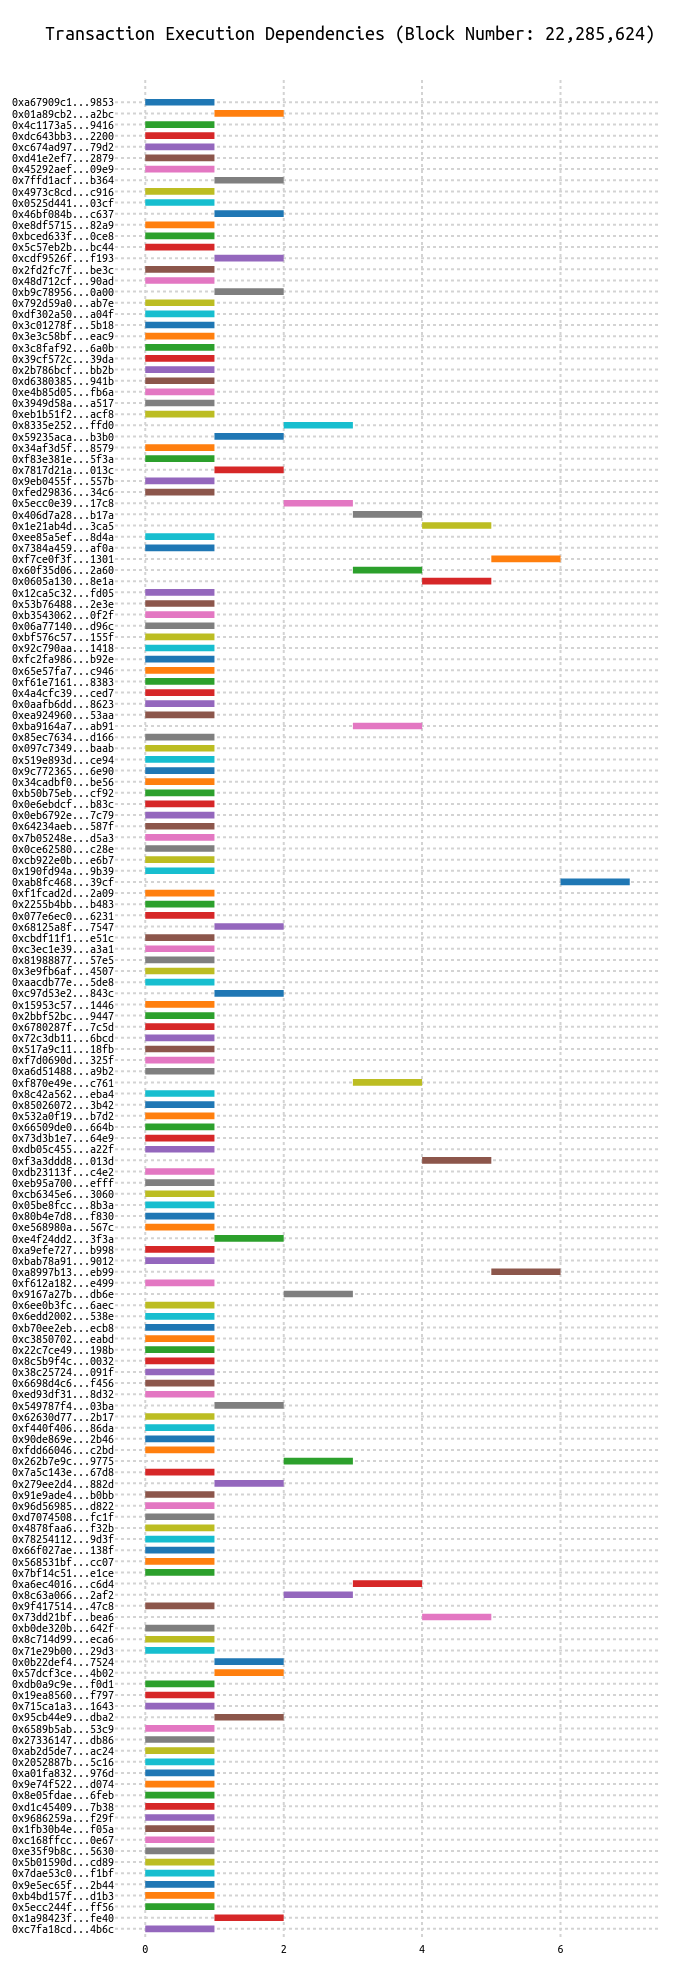 Transaction Execution Dependencies (Block Number: 22,285,624)
0xa67909c1...9853
0x01a89cb2...a2bc
0x4c1173a5...9416
0xdc643bb3...2200
0xc674ad97...79d2
0xd41e2ef7...2879
0x45292aef...09e9
0x7ffd1acf...b364
0x4973c8cd...c916
0x0525d441...03cf
0x46bf084b...c637
0xe8df5715...82a9
0xbced633f...0ce8
0x5c57eb2b...bc44
0xcdf9526f...f193
0x2fd2fc7f...be3c
0x48d712cf...90ad
0xb9c78956...0a00
0x792d59a0...ab7e
0xdf302a50...a04f
0x3c01278f...5b18
0x3e3c58bf...eac9
0x3c8faf92...6a0b
0x39cf572c...39da
0x2b786bcf...bb2b
0xd6380385...941b
0xe4b85d05...fb6a
0x3949d58a...a517
0xeb1b51f2...acf8
0x8335e252...ffd0
0x59235aca...b3b0
0x34af3d5f...8579
0xf83e381e...5f3a
0x7817d21a...013c
0x9eb0455f...557b
0xfed29836...34c6
0x5ecc0e39...17c8
0x406d7a28...b17a
0x1e21ab4d...3ca5
0xee85a5ef...8d4a
0x7384a459...af0a
0xf7ce0f3f...1301
0x60f35d06...2a60
0x0605a130...8e1a
0x12ca5c32...fd05
0x53b76488...2e3e
0xb3543062...0f2f
0x06a77140...d96c
0xbf576c57...155f
0x92c790aa...1418
0xfc2fa986...b92e
0x65e57fa7...c946
0xf61e7161...8383
0x4a4cfc39...ced7
0x0aafb6dd...8623
0xea924960...53aa
0xba9164a7...ab91
0x85ec7634...d166
0x097c7349...baab
0x519e893d...ce94
0x9c772365...6e90
0x34cadbf0...be56
0xb50b75eb...cf92
0x0e6ebdcf...b83c
0x0eb6792e...7c79
0x64234aeb...587f
0x7b05248e...d5a3
0x0ce62580...c28e
0xcb922e0b...e6b7
0x190fd94a...9b39
0xab8fc468...39cf
0xf1fcad2d...2a09
0x2255b4bb...b483
0x077e6ec0...6231
0x68125a8f...7547
0xcbdf11f1...e51c
0xc3ec1e39...a3a1
0x81988877...57e5
0x3e9fb6af...4507
0xaacdb77e...5de8
0xc97d53e2...843c
0x15953c57...1446
0x2bbf52bc...9447
0x6780287f...7c5d
0x72c3db11...6bcd
0x517a9c11...18fb
0xf7d0690d...325f
0xa6d51488...a9b2
0xf870e49e...c761
0x8c42a562...eba4
0x85026072...3b42
0x532a0f19...b7d2
0x66509de0...664b
0x73d3b1e7...64e9
0xdb05c455...a22f
0xf3a3ddd8...013d
0xdb23113f...c4e2
0xeb95a700...efff
0xcb6345e6...3060
0x05be8fcc...8b3a
0x80b4e7d8...f830
0xe568980a...567c
0xe4f24dd2...3f3a
0xa9efe727...b998
0xbab78a91...9012
0xa8997b13...eb99
0xf612a182...e499
0x9167a27b...db6e
0x6ee0b3fc...6aec
0x6edd2002...538e
0xb70ee2eb...ecb8
0xc3850702...eabd
0x22c7ce49...198b
0x8c5b9f4c...0032
0x38c25724...091f
0x6698d4c6...f456
0xed93df31...8d32
0x549787f4...03ba
0x62630d77...2b17
0xf440f406...86da
0x90de869e...2b46
0xfdd66046...c2bd
0x262b7e9c...9775
0x7a5c143e...67d8
0x279ee2d4...882d
0x91e9ade4...b0bb
0x96d56985...d822
0xd7074508...fc1f
0x4878faa6...f32b
0x78254112...9d3f
0x66f027ae...138f
0x568531bf...cc07
0x7bf14c51...e1ce
0xa6ec4016...c6d4
0x8c63a066...2af2
0x9f417514...47c8
0x73dd21bf...bea6
0xb0de320b...642f
0x8c714d99...eca6
0x71e29b00...29d3
0x0b22def4...7524
0x57dcf3ce...4b02
0xdb0a9c9e...f0d1
0x19ea8560...f797
0x715ca1a3...1643
0x95cb44e9...dba2
0x6589b5ab...53c9
0x27336147...db86
0xab2d5de7...ac24
0x2052887b...5c16
0xa01fa832...976d
0x9e74f522...d074
0x8e05fdae...6feb
0xd1c45409...7b38
0x9686259a...f29f
0x1fb30b4e...f05a
0xc168ffcc...0e67
0xe35f9b8c...5630
0x5b01590d...cd89
0x7dae53c0...f1bf
0x9e5ec65f...2b44
0xb4bd157f...d1b3
0x5ecc244f...ff56
0x1a98423f...fe40
0xc7fa18cd...4b6c
0 2 4 6